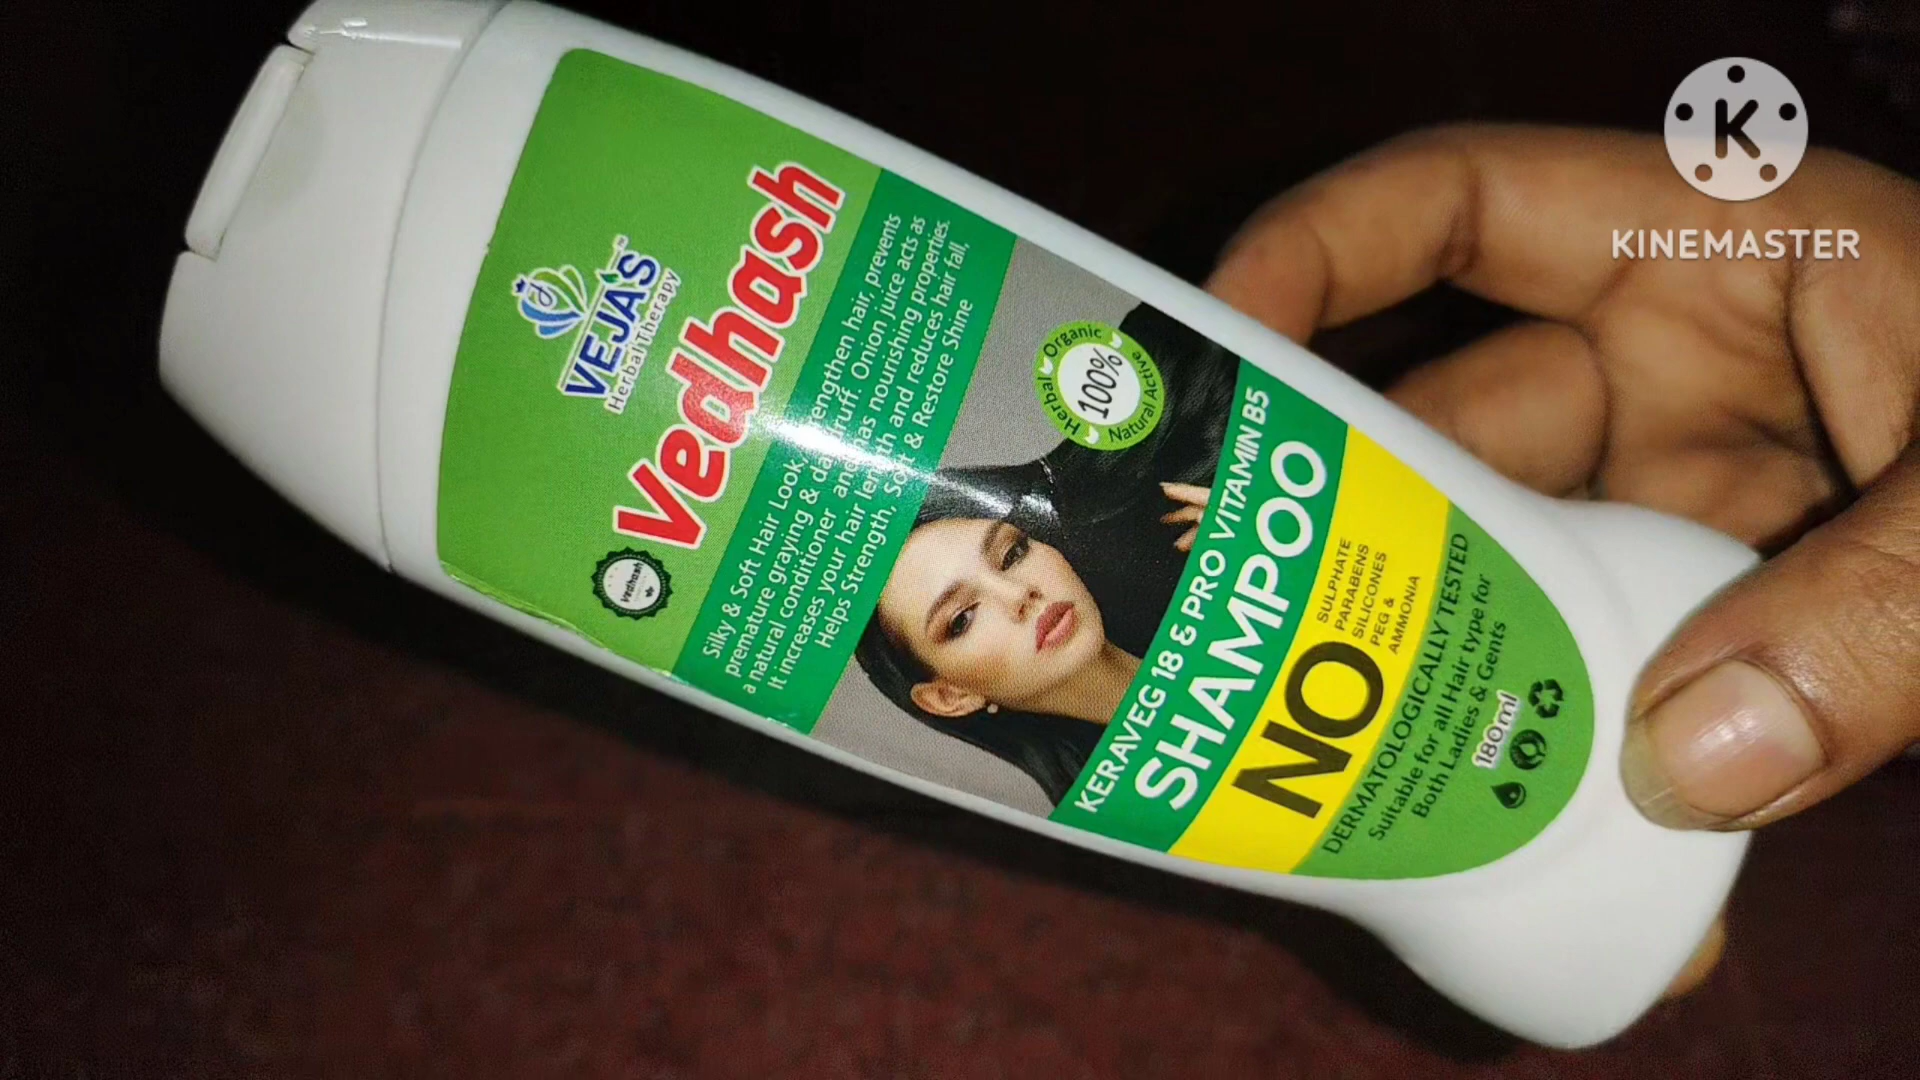 VEJAS
Herbal Therapy
Vedhash
Vedhash
Silky & Soft Hair Look, hair, prevents
premature graying & Onion juice acts as
a natural conditioner and has nourishing properties.
It increases your hair length and reduces hair fall,
Helps Strength, Soft & Restore Shine
Herbal Organic
100%
Natural Active
KERAVEG 18 & PRO VITAMIN B5
SHAMPOO
NO
SULPHATE
PARABENS
SILICONES
PEG &
AMMONIA
DERMATOLOGICALLY TESTED
Suitable for all Hair type for
Both Ladies & Gents
180ml
K
KINEMASTER